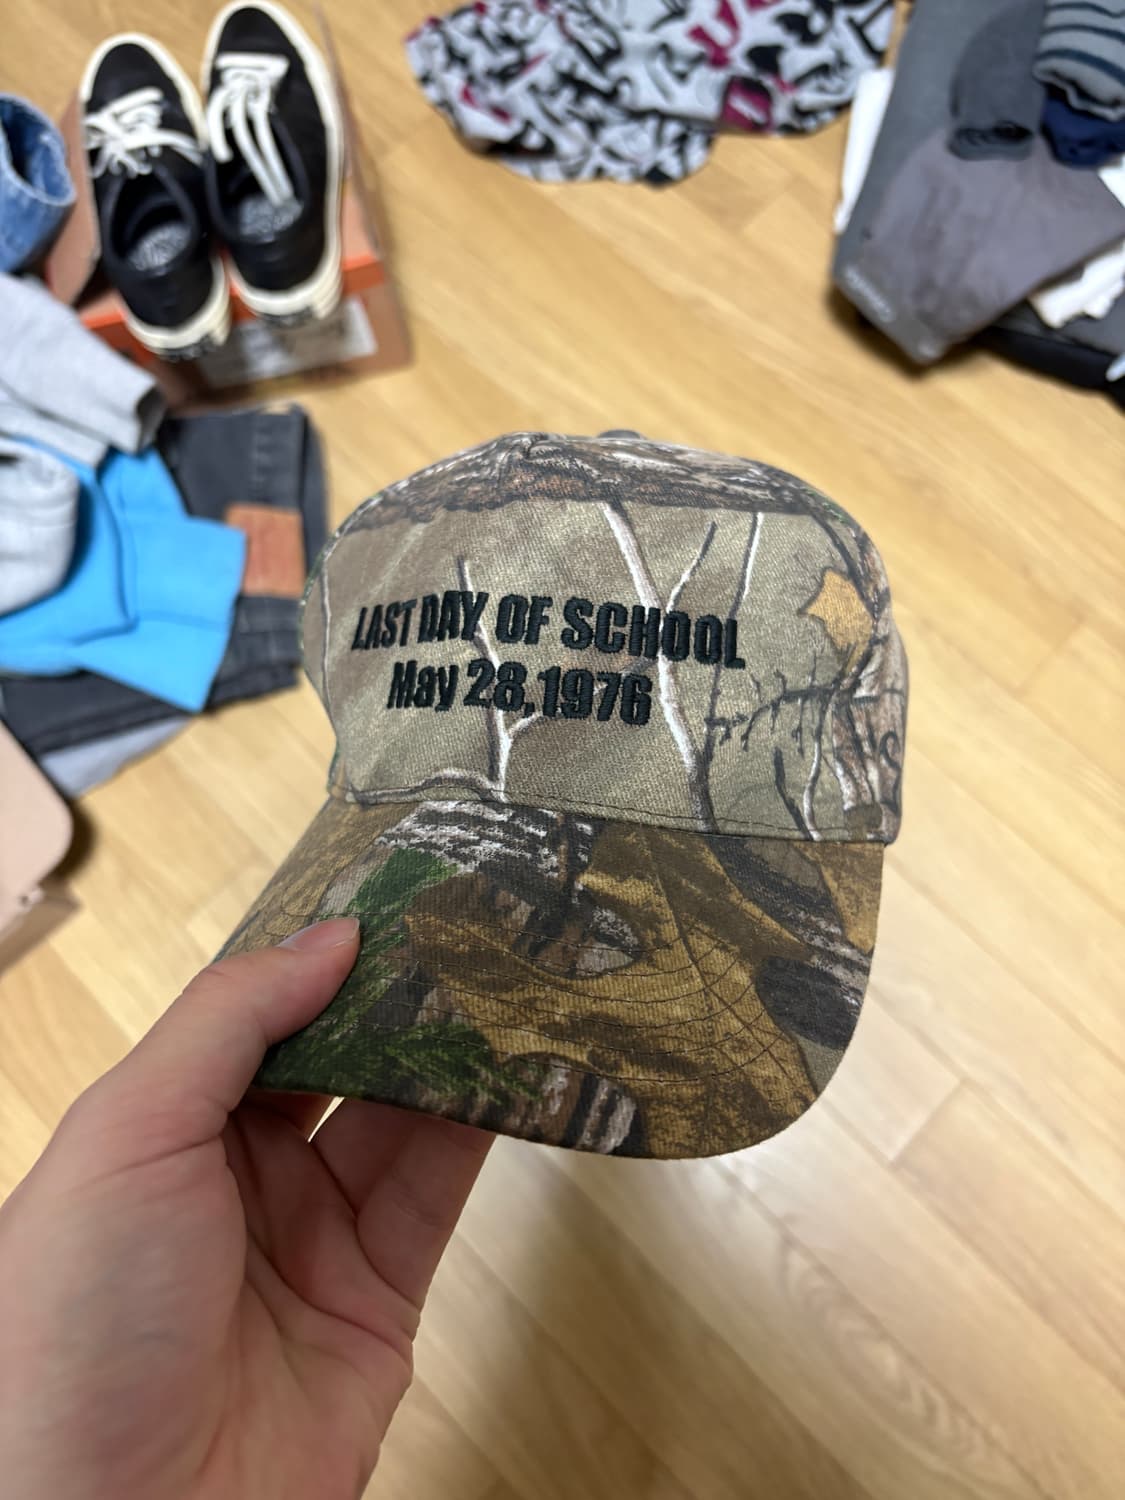 LAST DAY OF SCHOOL
May 28,1976